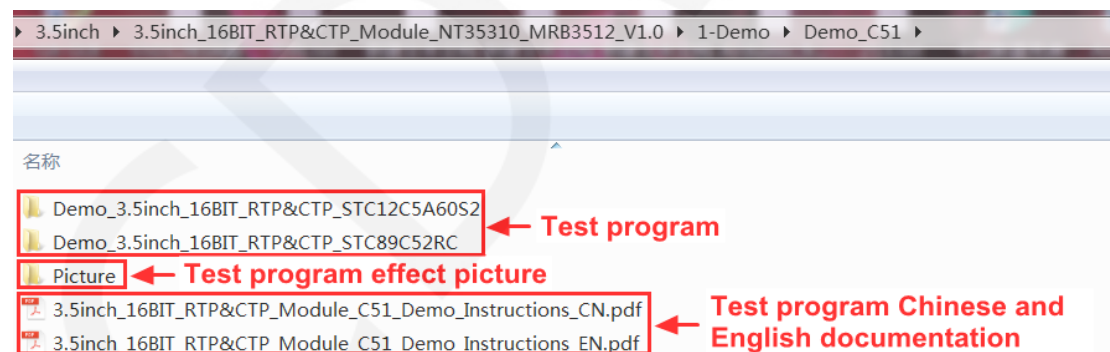 3.5inch ▸ 3.5inch_16BIT_RTP&CTP_Module_NT35310_MRB3512_V1.0 ▸ 1-Demo ▸ Demo_C51 ▸
名称
Demo_3.5inch_16BIT_RTP&CTP_STC12C5A60S2
Demo_3.5inch_16BIT_RTP&CTP_STC89C52RC
Test program
Picture
Test program effect picture
3.5inch_16BIT_RTP&CTP_Module_C51_Demo_Instructions_CN.pdf
3.5inch_16BIT_RTP&CTP_Module_C51_Demo_Instructions_EN.pdf
Test program Chinese and
English documentation